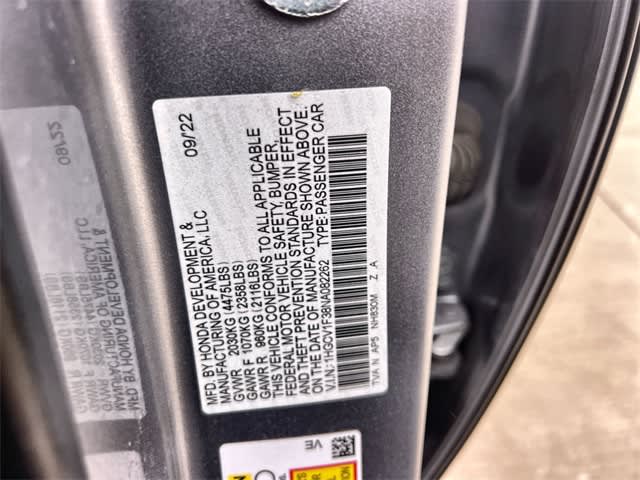 MFD. BY HONDA DEVELOPMENT & 09/'22
MANUFACTURING OF AMERICA, LLC
GVWR 2030KG (4475LBS)
GAWR F 1070KG (2358LBS)
GAWR R 960KG (2116LBS)
THIS VEHICLE CONFORMS TO ALL APPLICABLE
FEDERAL MOTOR VEHICLE SAFETY, BUMPER,
AND THEFT PREVENTION STANDARDS IN EFFECT
ON THE DATE OF MANUFACTURE SHOWN ABOVE.
V.I.N.: 1HGCV1F38NA082262 TYPE: PASSENGER CAR
TVA N AP5 NH830M Z A
VE